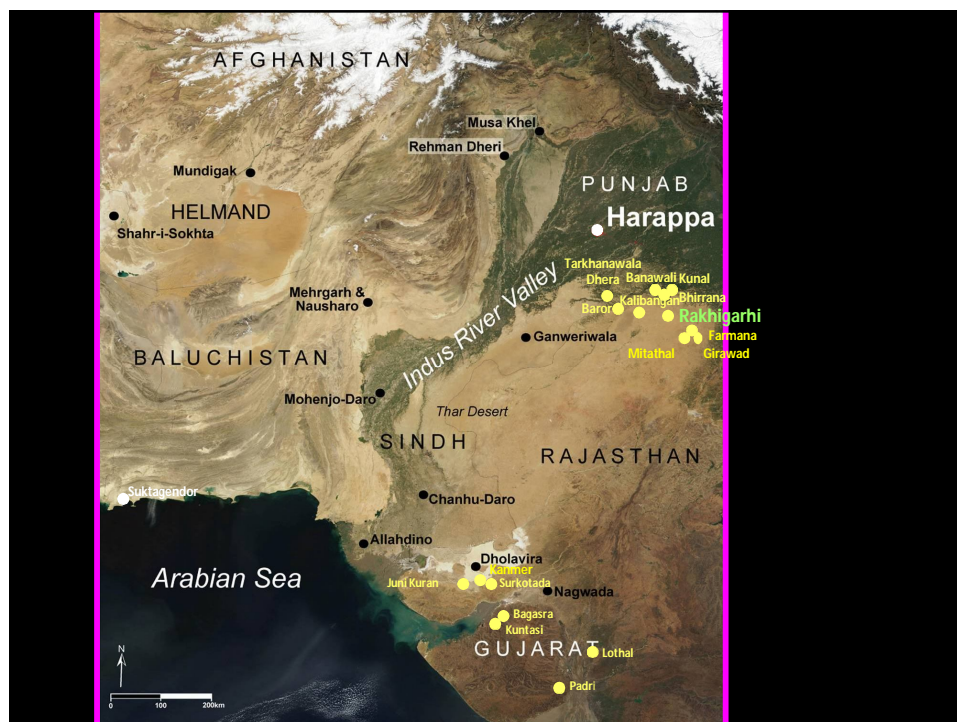 AFGHANISTAN
Musa Khel
Rehman Dheri
Mundigak
PUNJAB
HELMAND
Harappa
Shahr-i-Sokhta
Tarkhanawala
Dhera
Banawali
Kunal
Mehrgarh &
Nausharo
Kalibangan
Bhirrana
Baror
Rakhigarhi
Indus River Valley
Ganweriwala
Farmana
BALUCHISTAN
Mitathal
Girawad
Mohenjo-Daro
Thar Desert
SINDH
RAJASTHAN
Suktagendor
Chanhu-Daro
Allahdino
Dholavira
Kanmer
Arabian Sea
Juni Kuran
Surkotada
Nagwada
Bagasra
Kuntasi
GUJARAT
Lothal
N
Padri
0 100 200km